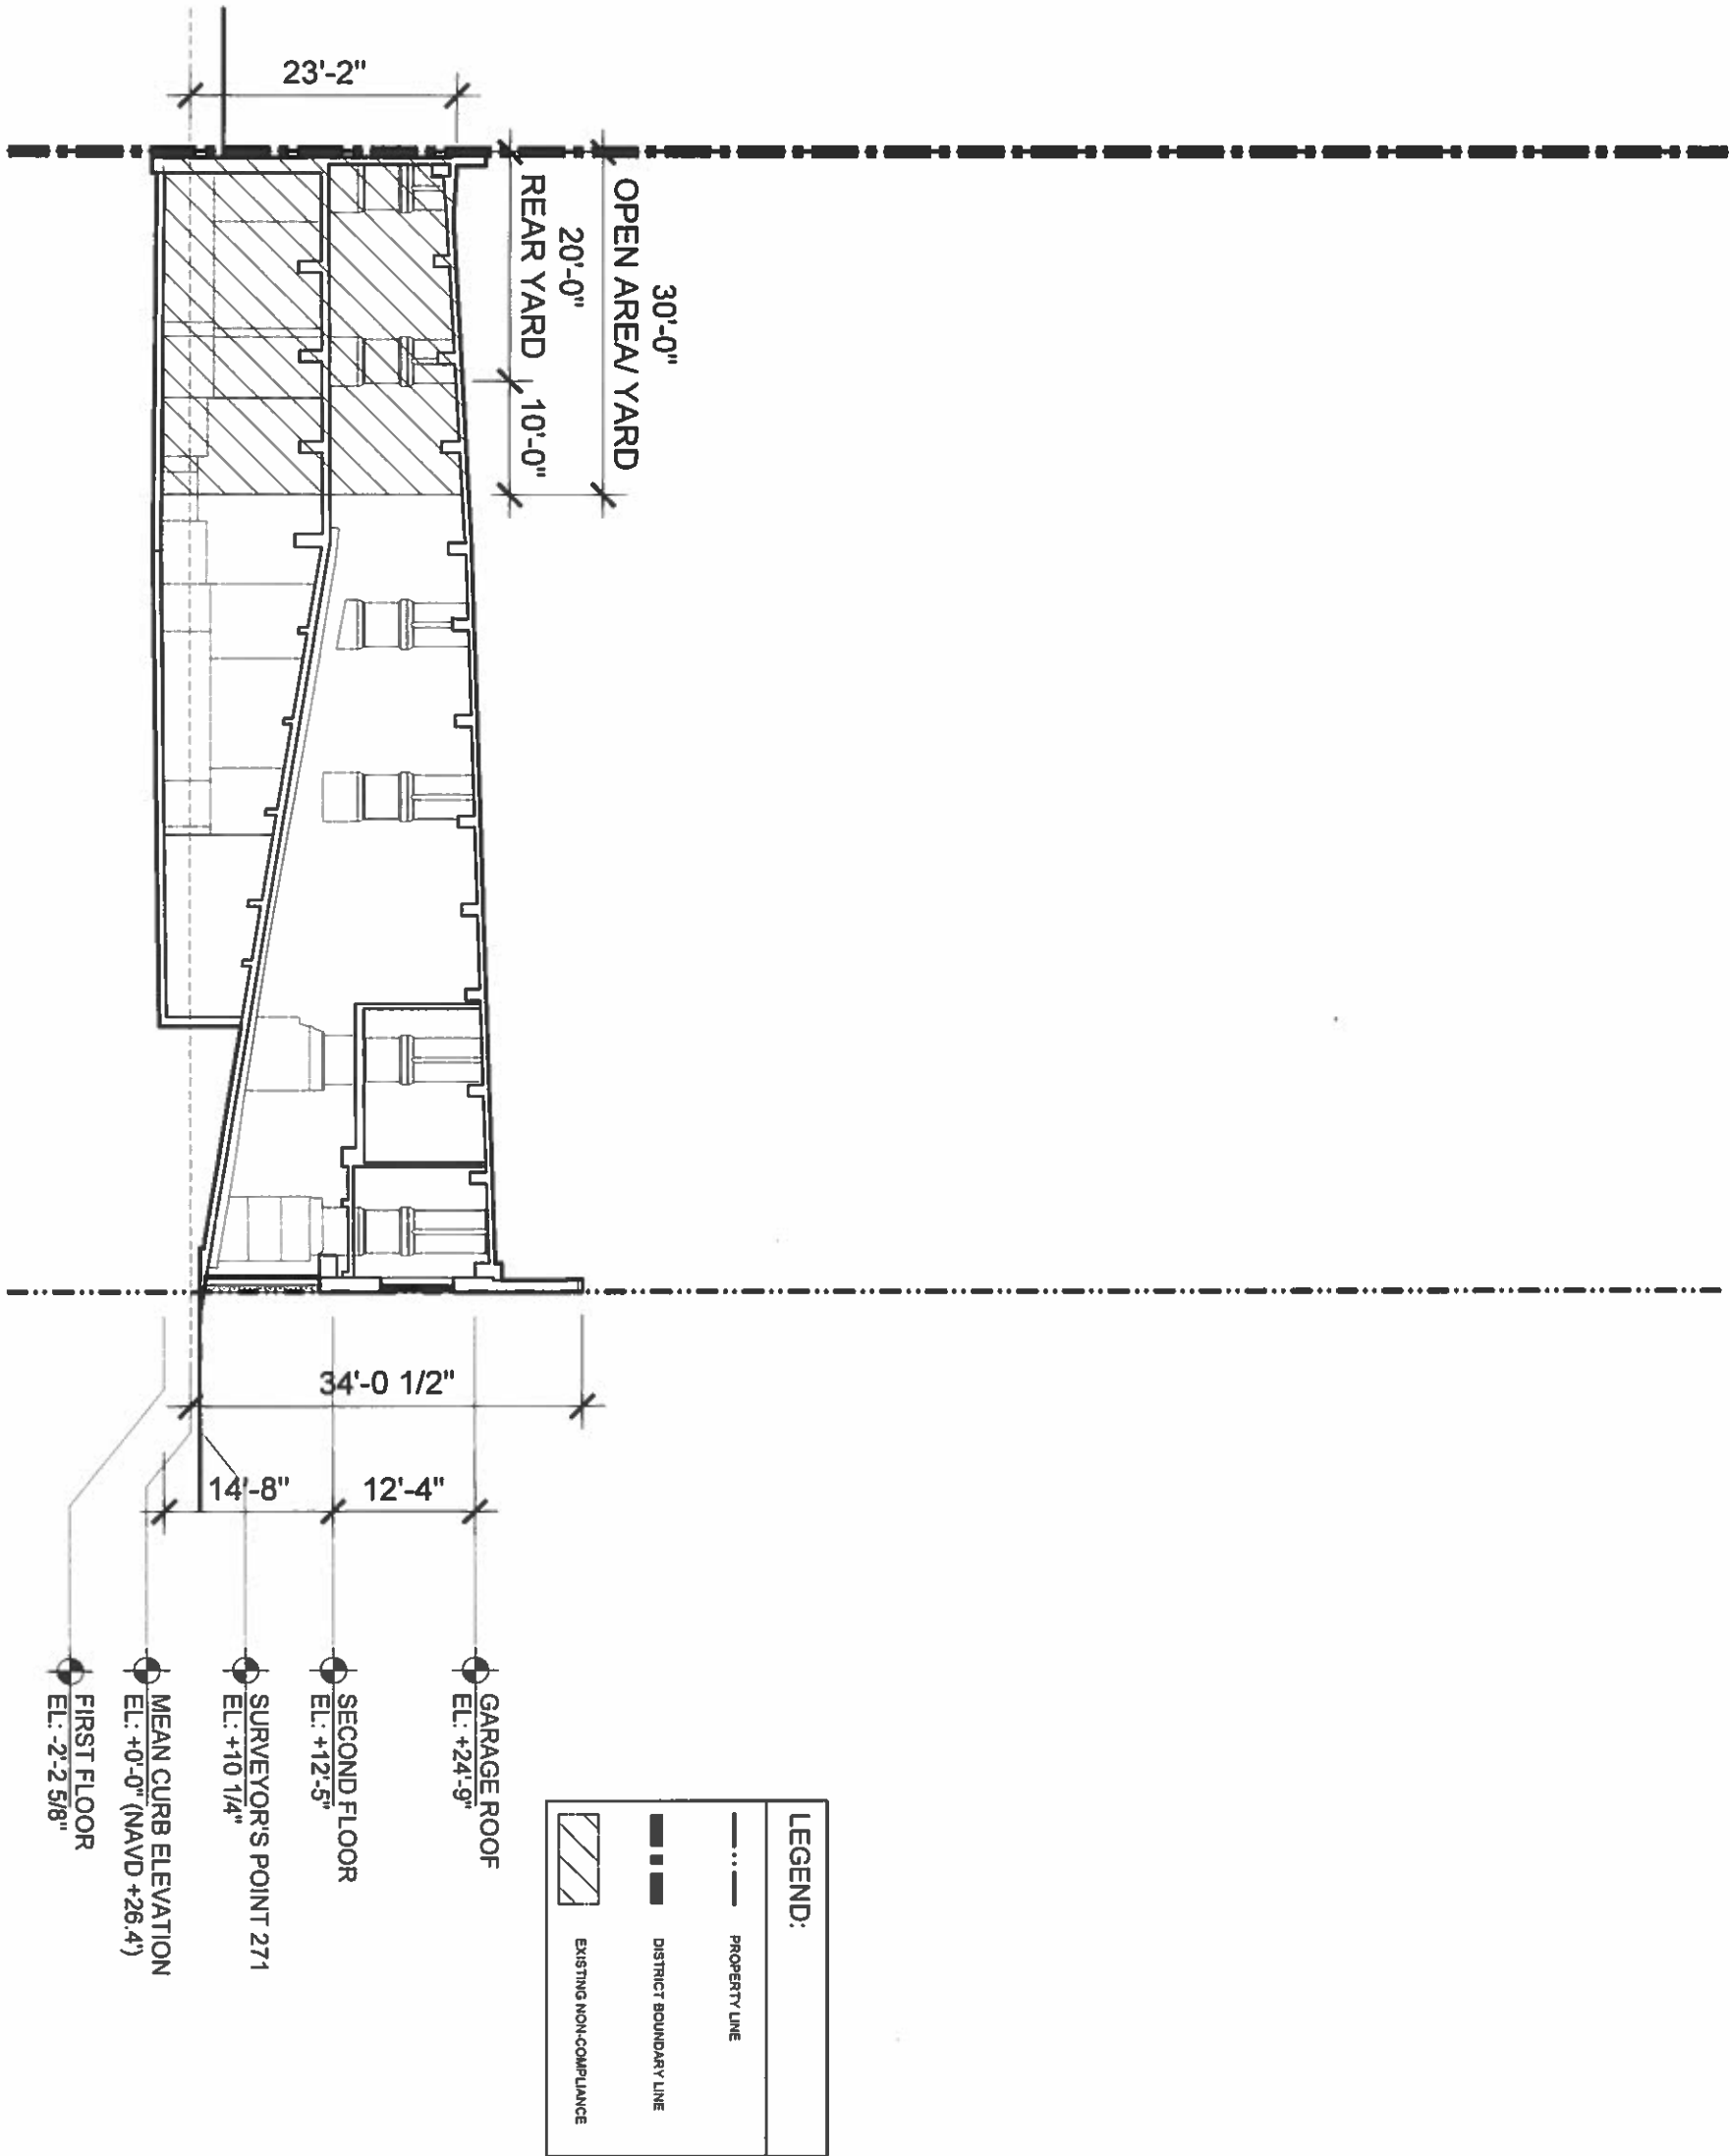 23'-2"
30'-0"
OPEN AREA/ YARD
20'-0"
REAR YARD
10'-0"
34'-0 1/2"
14'-8"
12'-4"
GARAGE ROOF
EL: +24'-9"
SECOND FLOOR
EL: +12'-5"
SURVEYOR'S POINT 271
EL: +10 1/4"
MEAN CURB ELEVATION
EL: +0'-0" (NAVD +26.4')
FIRST FLOOR
EL: -2'-2 5/8"
LEGEND:
PROPERTY LINE
DISTRICT BOUNDARY LINE
EXISTING NON-COMPLIANCE